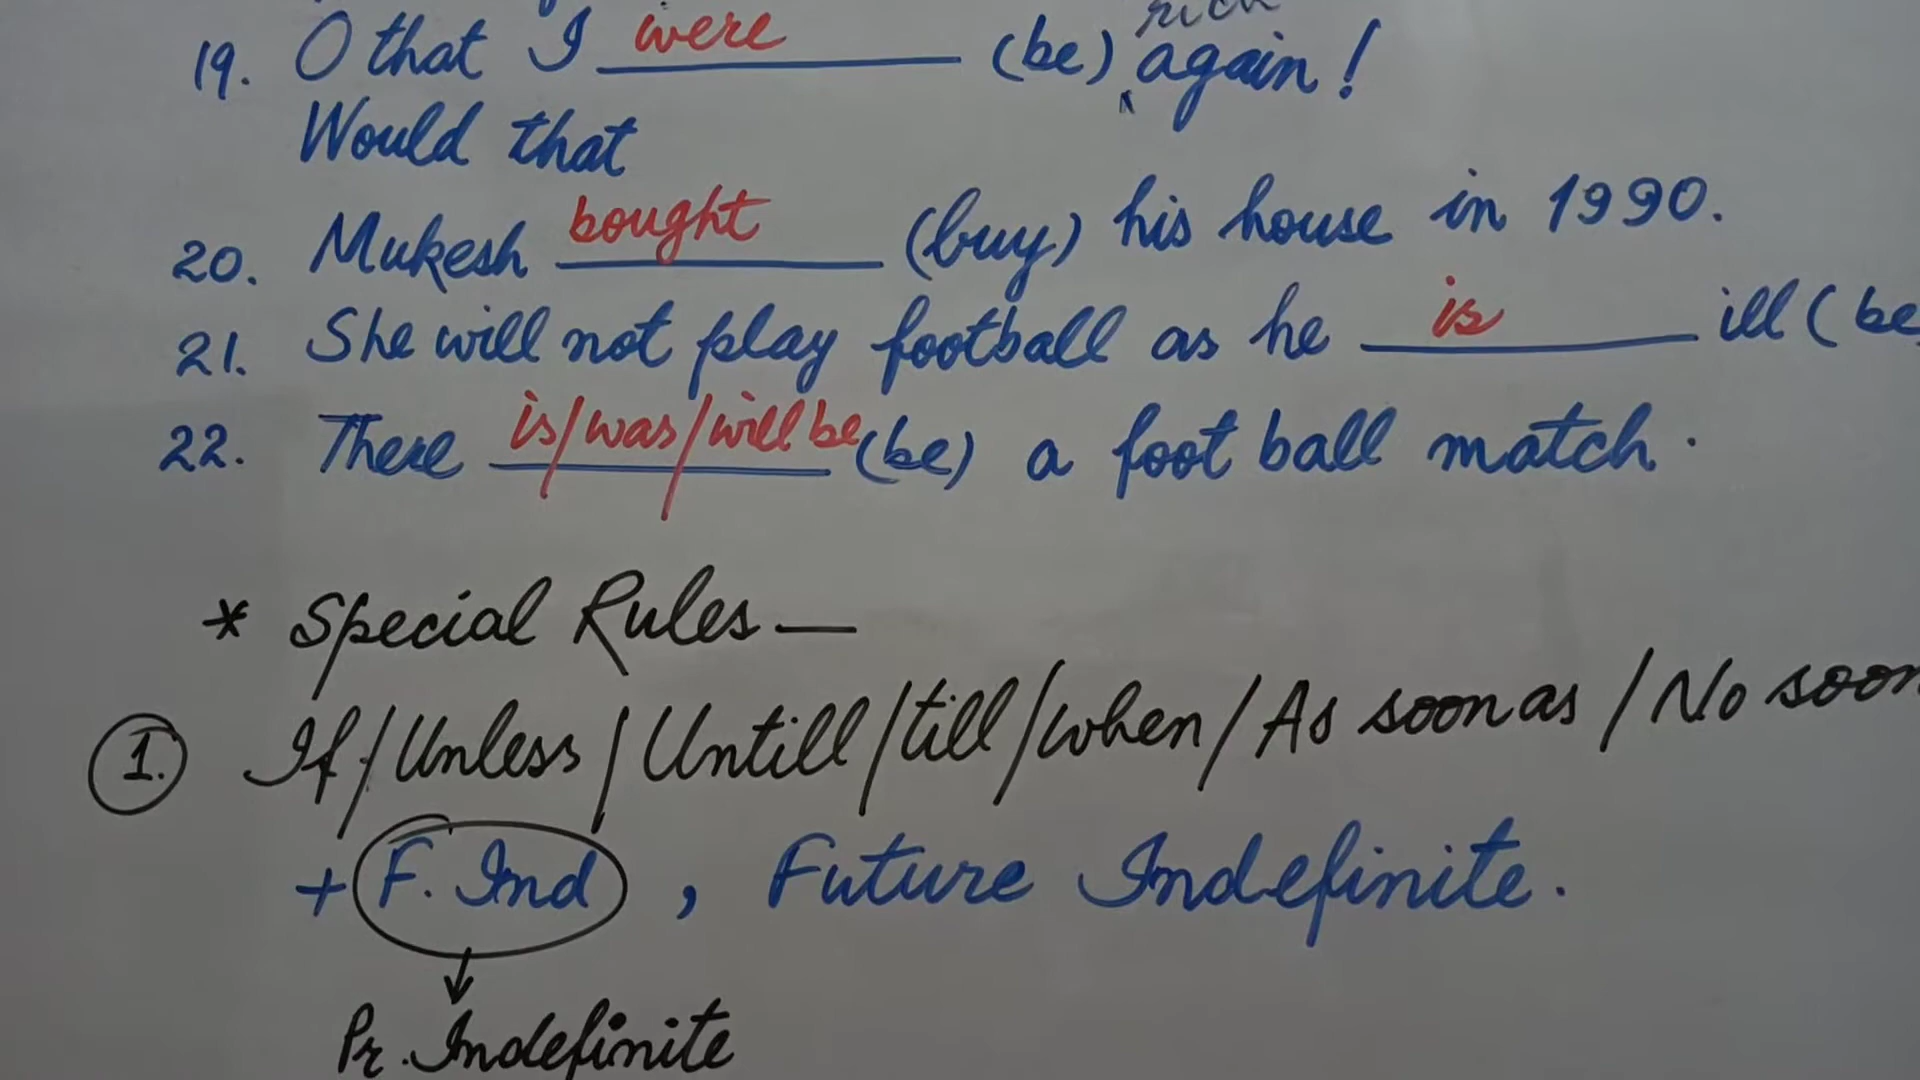 rich
19. O that I were (be) again!
Would that
20. Mukesh bought (buy) his house in 1990.
21. She will not play football as he is ill (be
22. There is/was/will be (be) a foot ball match.
* Special Rules —
1. If/Unless/Untill/till/when/As soon as/No soon
+ F. Ind, Future Indefinite.
Pr. Indefinite